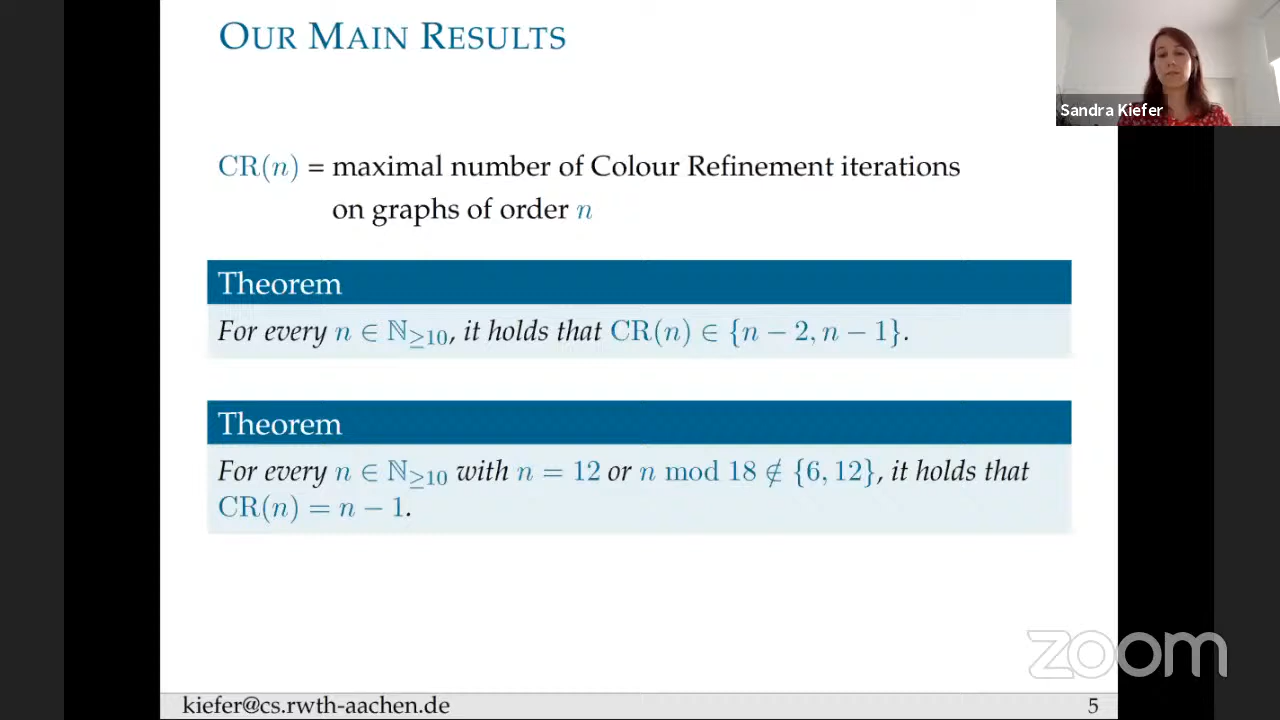 OUR MAIN RESULTS
Sandra Kiefer
CR(n) = maximal number of Colour Refinement iterations
on graphs of order n
Theorem
For every n ∈ ℕ≥10, it holds that CR(n) ∈ {n − 2, n − 1}.
Theorem
For every n ∈ ℕ≥10 with n = 12 or n mod 18 ∉ {6, 12}, it holds that
CR(n) = n − 1.
zoom
kiefer@cs.rwth-aachen.de 5